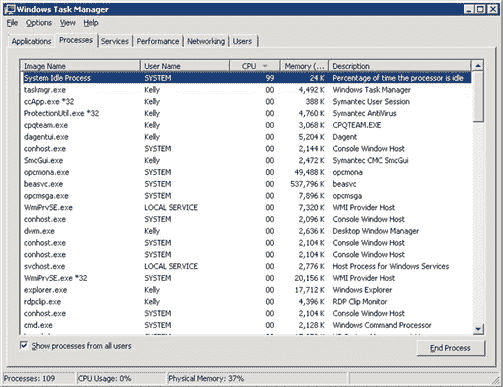 Windows Task Manager
File Options View Help
Applications Processes Services Performance Networking Users
Image Name User Name CPU Memory (... Description
System Idle Process SYSTEM 99 24 K Percentage of time the processor is idle
taskmgr.exe Kelly 00 4,492 K Windows Task Manager
ccApp.exe *32 Kelly 00 388 K Symantec User Session
ProtectionUtil.exe *32 Kelly 00 4,760 K Symantec AntiVirus
cpqteam.exe Kelly 00 3,068 K CPQTEAM.EXE
dagentui.exe Kelly 00 5,204 K Dagent
conhost.exe SYSTEM 00 2,144 K Console Window Host
SmcGui.exe Kelly 00 2,472 K Symantec CMC SmcGui
opcmona SYSTEM 00 49,488 K opcmona
beasvc.exe SYSTEM 00 537,796 K beasvc
opcmsga.exe SYSTEM 00 7,896 K opcmsga
WmiPrvSE.exe LOCAL SERVICE 00 7,320 K WMI Provider Host
conhost.exe SYSTEM 00 2,096 K Console Window Host
dwm.exe Kelly 00 2,636 K Desktop Window Manager
conhost.exe SYSTEM 00 2,104 K Console Window Host
conhost.exe SYSTEM 00 2,104 K Console Window Host
svchost.exe LOCAL SERVICE 00 2,776 K Host Process for Windows Services
WmiPrvSE.exe *32 SYSTEM 00 20,156 K WMI Provider Host
explorer.exe Kelly 00 17,712 K Windows Explorer
rdpclip.exe Kelly 00 4,396 K RDP Clip Monitor
conhost.exe SYSTEM 00 2,104 K Console Window Host
cmd.exe SYSTEM 00 2,128 K Windows Command Processor
Show processes from all users End Process
Processes: 109 CPU Usage: 0% Physical Memory: 37%